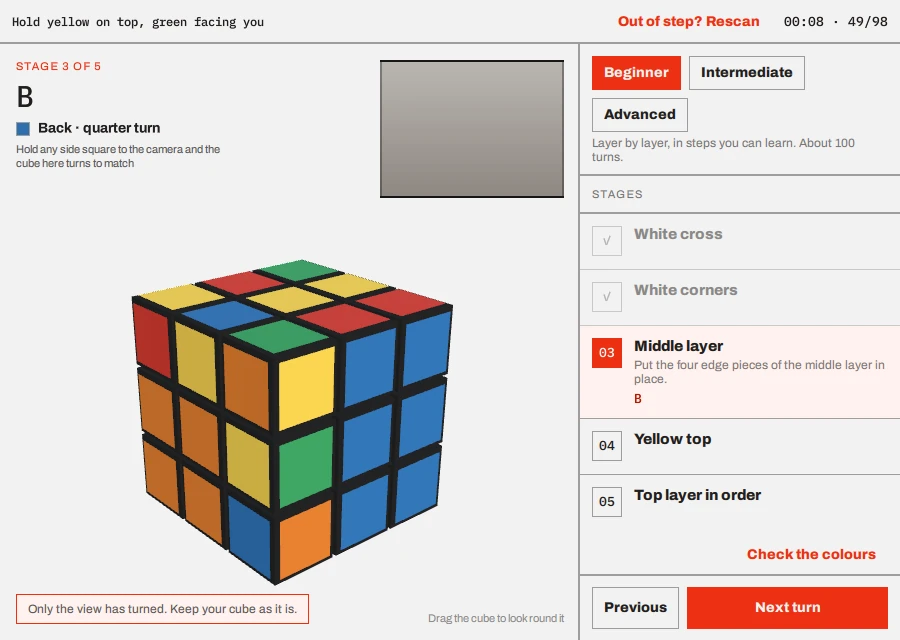 Hold yellow on top, green facing you
Out of step? Rescan
00:08 · 49/98
STAGE 3 OF 5
B
Back · quarter turn
Hold any side square to the camera and the
cube here turns to match
Only the view has turned. Keep your cube as it is.
Drag the cube to look round it
Beginner
Intermediate
Advanced
Layer by layer, in steps you can learn. About 100
turns.
STAGES
√ White cross
√ White corners
03 Middle layer
Put the four edge pieces of the middle layer in
place.
B
04 Yellow top
05 Top layer in order
Check the colours
Previous
Next turn